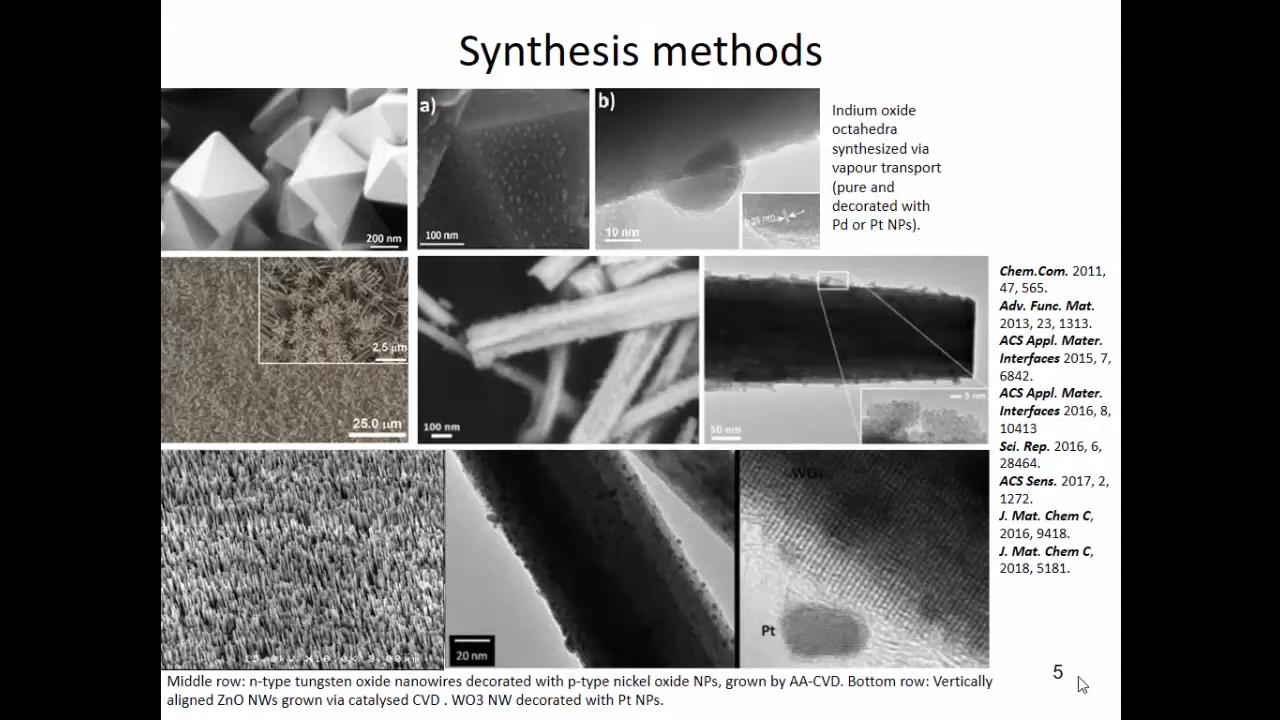 Synthesis methods
a)
b)
200 nm
100 nm
10 nm
Indium oxide
octahedra
synthesized via
vapour transport
(pure and
decorated with
Pd or Pt NPs).
2.5 μm
25.0 μm
100 nm
50 nm
5 nm
Chem.Com. 2011,
47, 565.
Adv. Func. Mat.
2013, 23, 1313.
ACS Appl. Mater.
Interfaces 2015, 7,
6842.
ACS Appl. Mater.
Interfaces 2016, 8,
10413
Sci. Rep. 2016, 6,
28464.
ACS Sens. 2017, 2,
1272.
J. Mat. Chem C,
2016, 9418.
J. Mat. Chem C,
2018, 5181.
20 nm
Pt
Middle row: n-type tungsten oxide nanowires decorated with p-type nickel oxide NPs, grown by AA-CVD. Bottom row: Vertically
aligned ZnO NWs grown via catalysed CVD . WO3 NW decorated with Pt NPs.
5